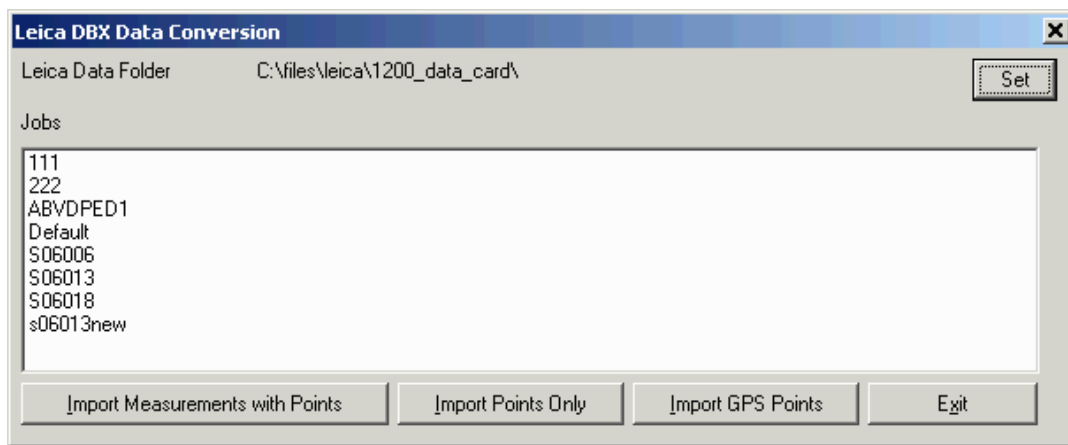 Leica DBX Data Conversion
Leica Data Folder C:\files\leica\1200_data_card\
Set
Jobs
111
222
ABVDPED1
Default
S06006
S06013
S06018
s06013new
Import Measurements with Points Import Points Only Import GPS Points Exit